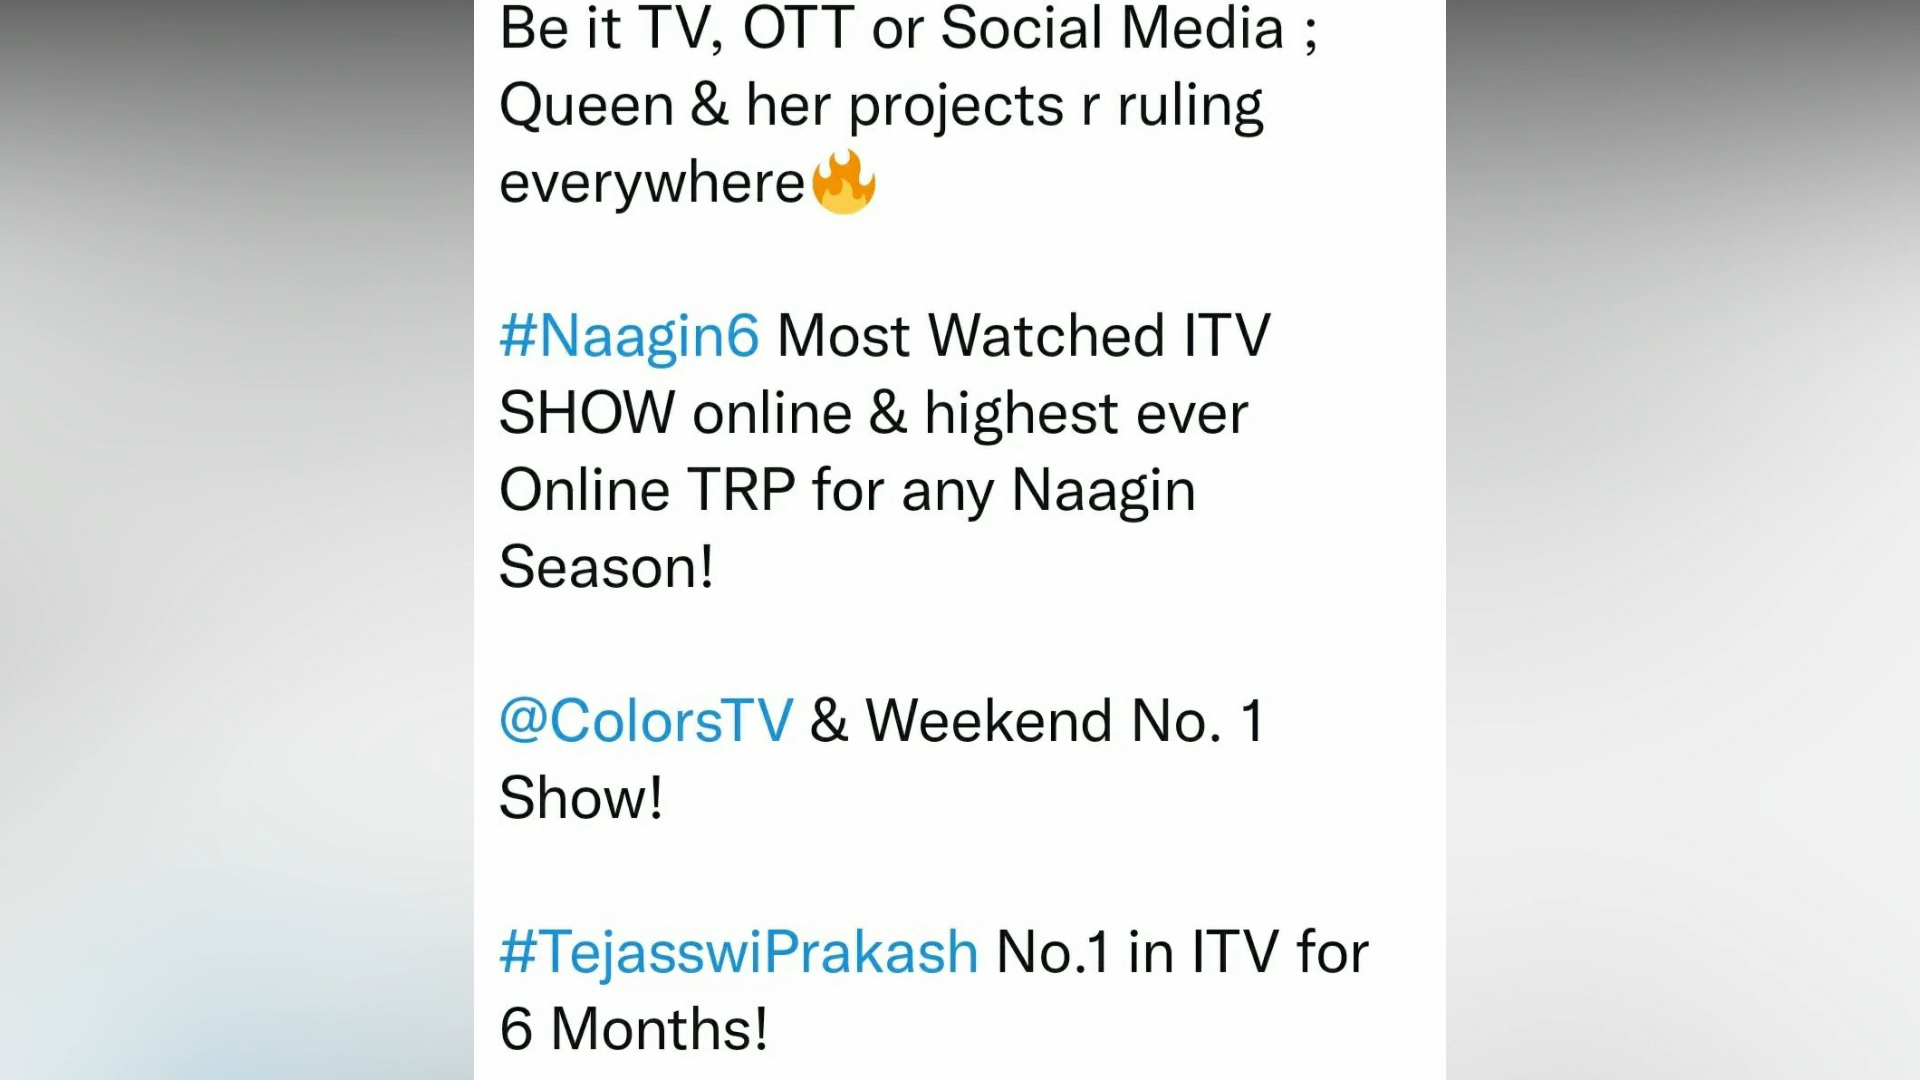 Be it TV, OTT or Social Media ;
Queen & her projects r ruling
everywhere🔥
#Naagin6 Most Watched ITV
SHOW online & highest ever
Online TRP for any Naagin
Season!
@ColorsTV & Weekend No. 1
Show!
#TejasswiPrakash No.1 in ITV for
6 Months!